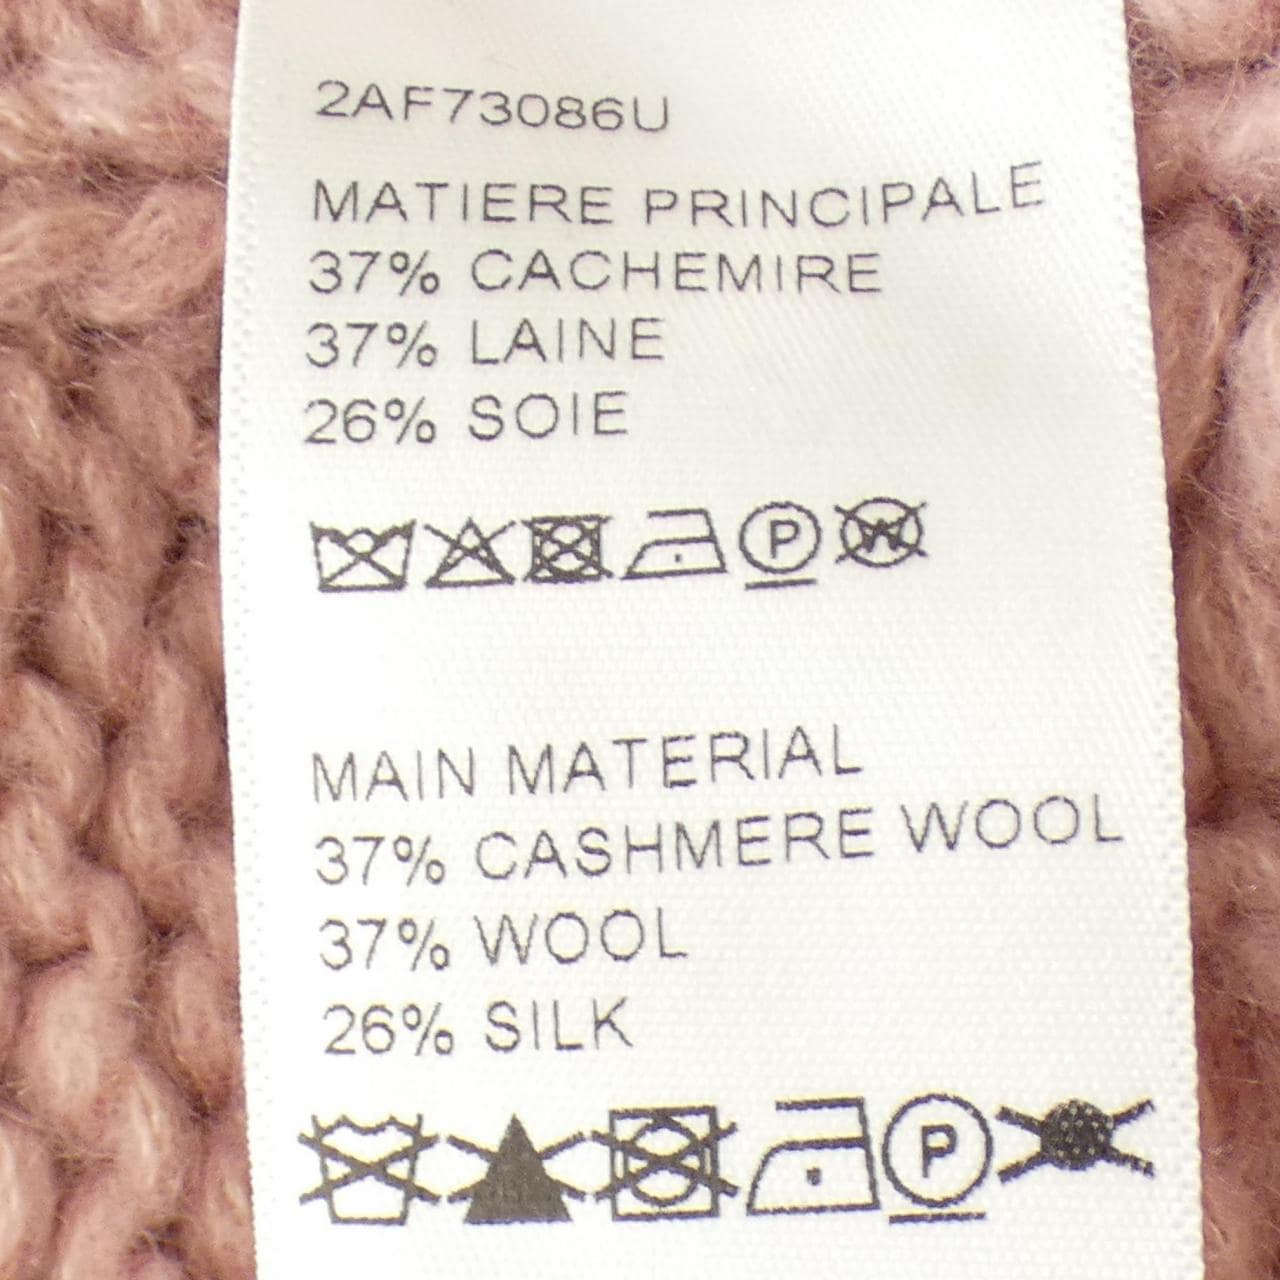 2AF73086U
MATIERE PRINCIPALE
37% CACHEMIRE
37% LAINE
26% SOIE
P W
MAIN MATERIAL
37% CASHMERE WOOL
37% WOOL
26% SILK
P